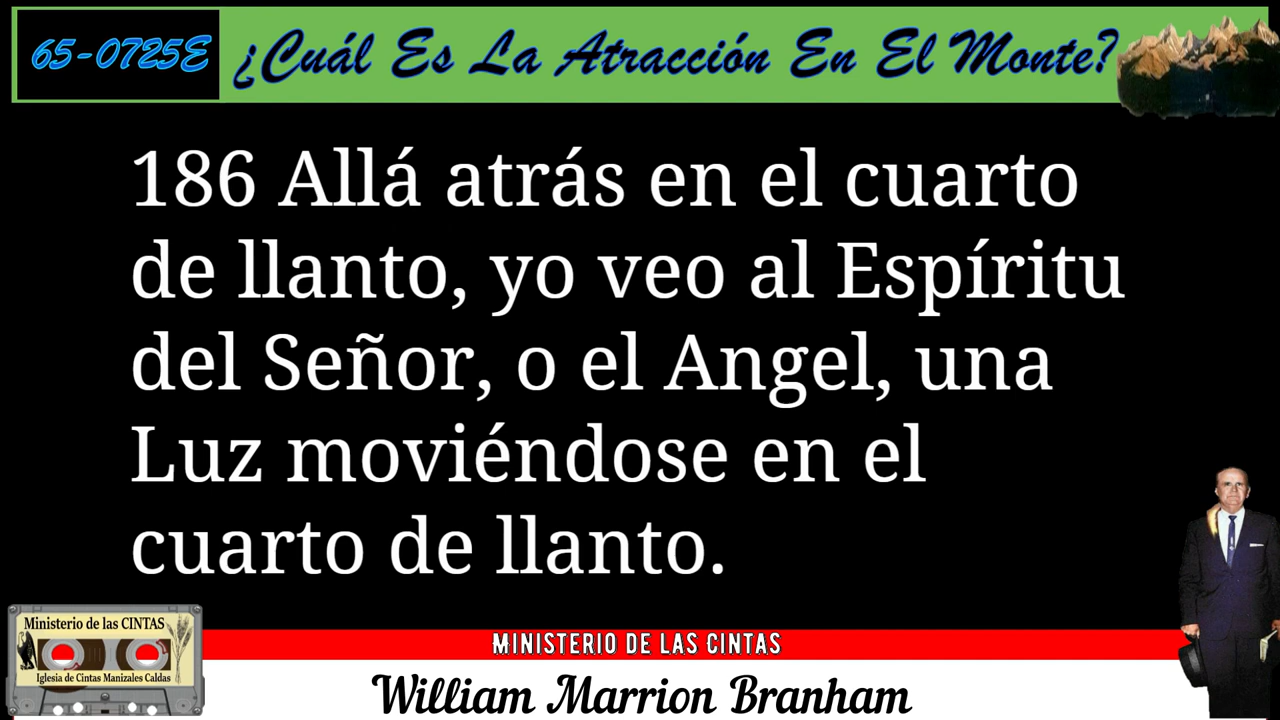 65-0725E ¿Cuál Es La Atracción En El Monte?
186 Allá atrás en el cuarto
de llanto, yo veo al Espíritu
del Señor, o el Angel, una
Luz moviéndose en el
cuarto de llanto.
Ministerio de las CINTAS
Iglesia de Cintas Manizales Caldas
MINISTERIO DE LAS CINTAS
William Marrion Branham